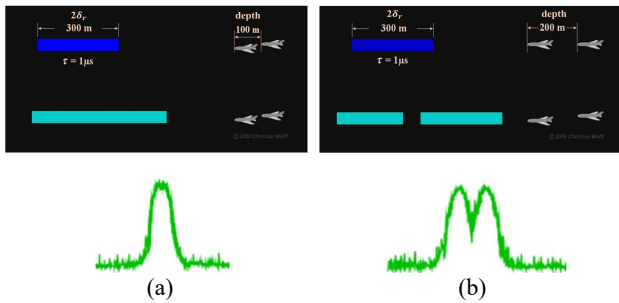 2δr
300 m
τ = 1μs
depth
100 m
© 2009 Christian Wolff
2δr
300 m
τ = 1μs
depth
200 m
© 2009 Christian Wolff
(a)
(b)